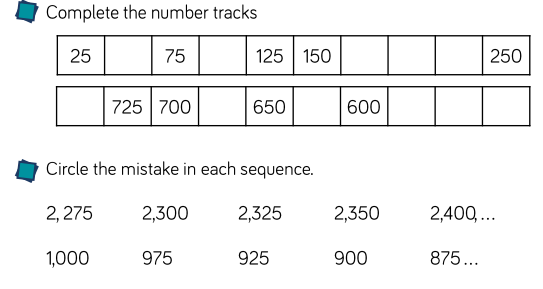 Complete the number tracks
25 75 125 150 250
725 700 650 600
Circle the mistake in each sequence.
2, 275 2,300 2,325 2,350 2,400, ...
1,000 975 925 900 875 ...